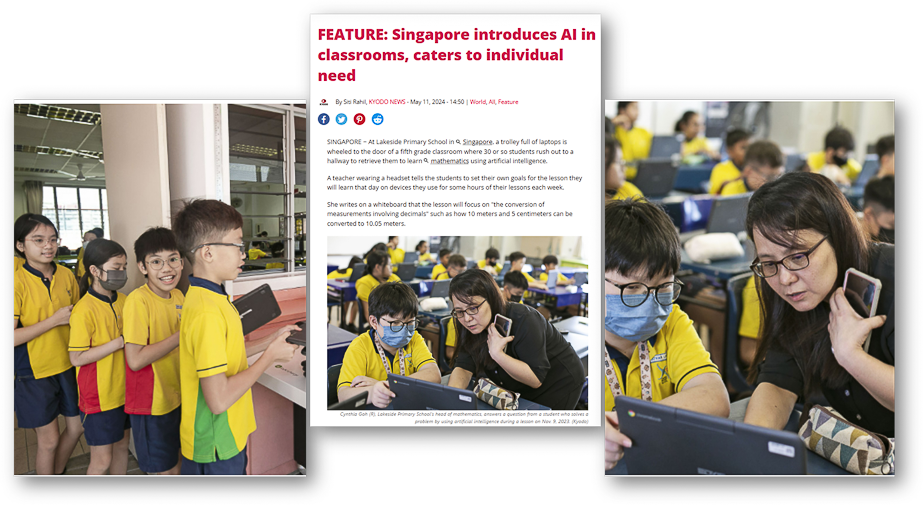 FEATURE: Singapore introduces AI in
classrooms, caters to individual
need
By Siti Rahil, KYODO NEWS - May 11, 2024 - 14:50 | World, All, Feature
SINGAPORE – At Lakeside Primary School in Singapore, a trolley full of laptops is
wheeled to the door of a fifth grade classroom where 30 or so students rush out to a
hallway to retrieve them to learn mathematics using artificial intelligence.
A teacher wearing a headset tells the students to set their own goals for the lesson they
will learn that day on devices they use for some hours of their lessons each week.
She writes on a whiteboard that the lesson will focus on "the conversion of
measurements involving decimals" such as how 10 meters and 5 centimeters can be
converted to 10.05 meters.
Cynthia Goh (R), Lakeside Primary School's head of mathematics, answers a question from a student who solves a
problem by using artificial intelligence during a lesson on Nov. 9, 2023. (Kyodo)